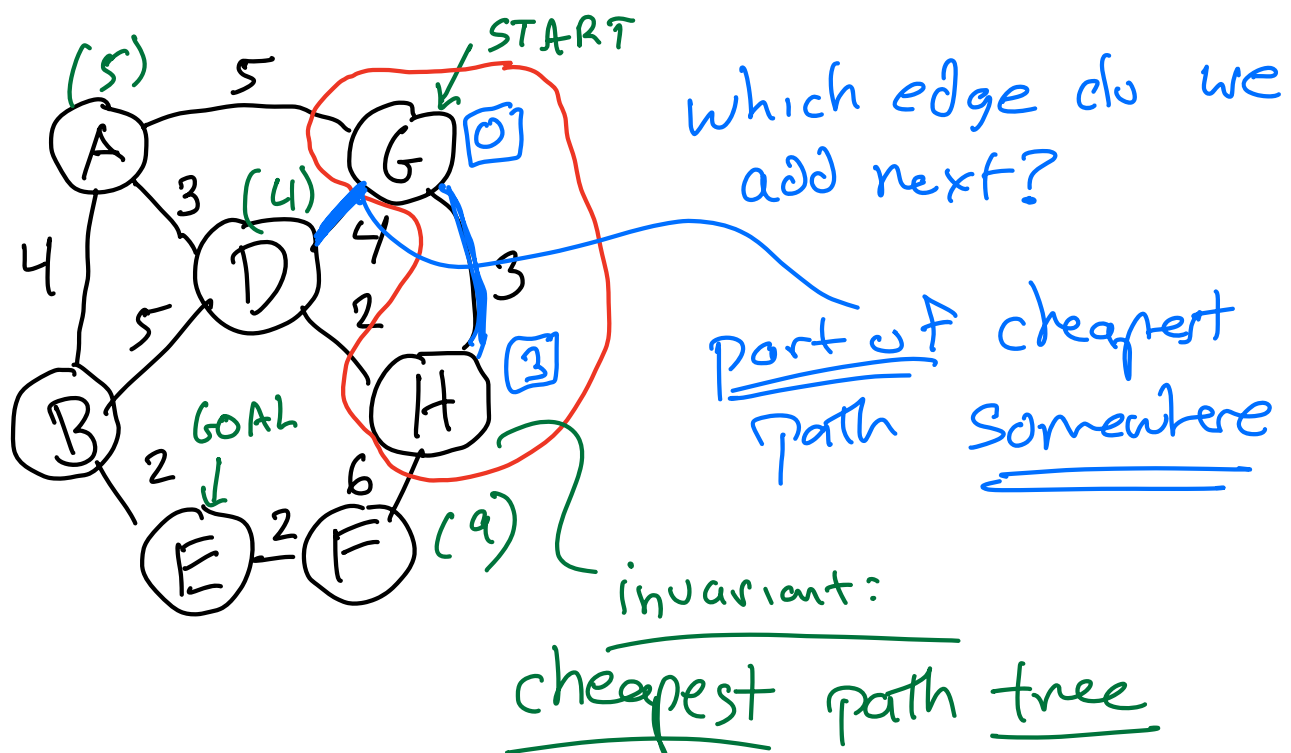 START
(5)
5
which edge do we
A
G
0
add next?
3
(4)
4
D
4
3
5
2
part of cheapest
3
B
H
GOAL
path somewhere
2
6
E
2
F
(9)
invariant:
cheapest path tree